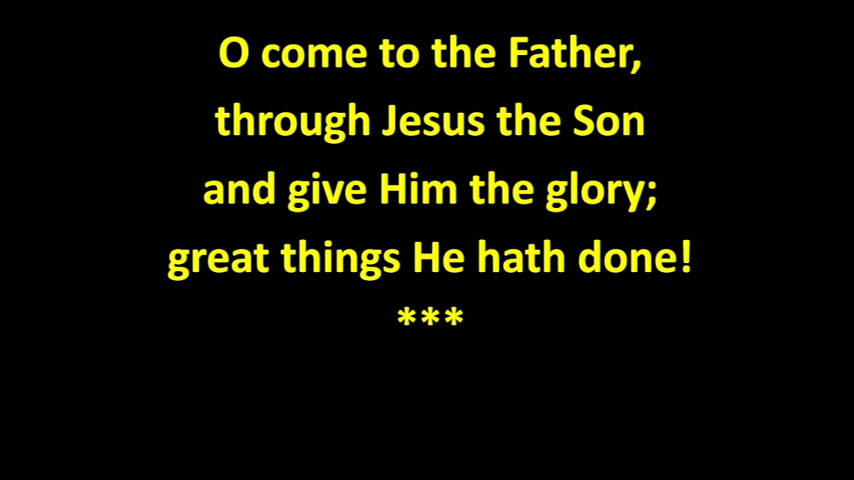 O come to the Father,
through Jesus the Son
and give Him the glory;
great things He hath done!
***